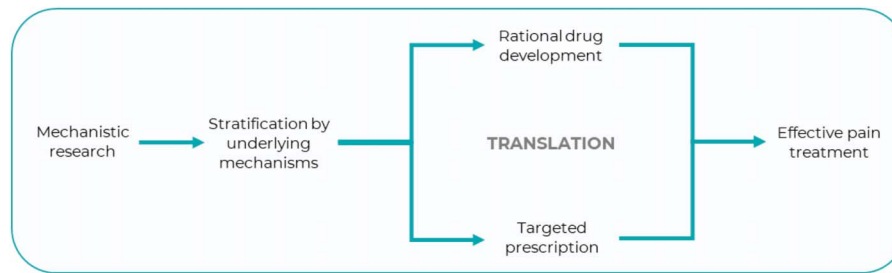 Mechanistic
research
Stratification by
underlying
mechanisms
Rational drug
development
TRANSLATION
Targeted
prescription
Effective pain
treatment